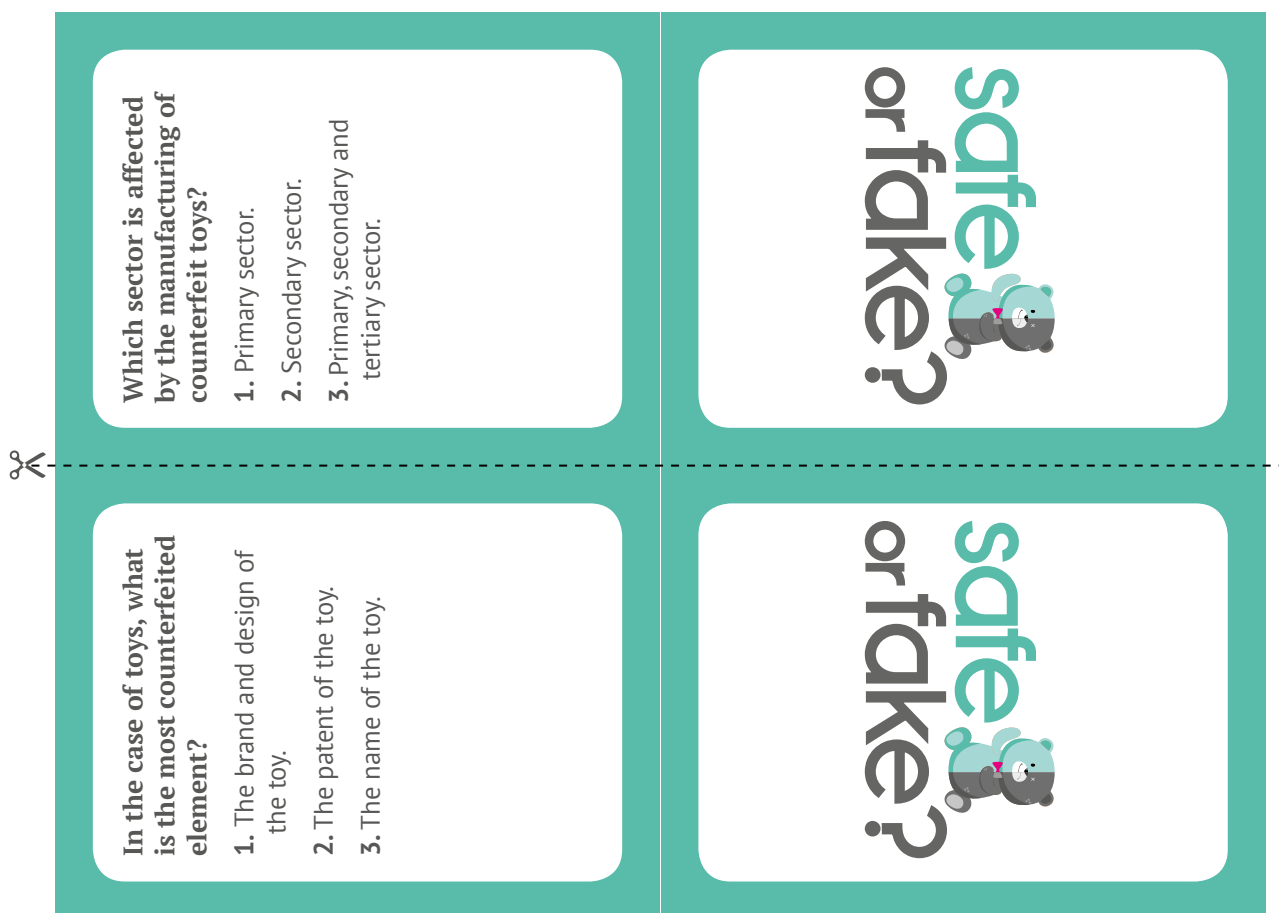 Which sector is affected
by the manufacturing of
counterfeit toys?
1. Primary sector.
2. Secondary sector.
3. Primary, secondary and
tertiary sector.
safe
or fake?
In the case of toys, what
is the most counterfeited
element?
1. The brand and design of
the toy.
2. The patent of the toy.
3. The name of the toy.
safe
or fake?